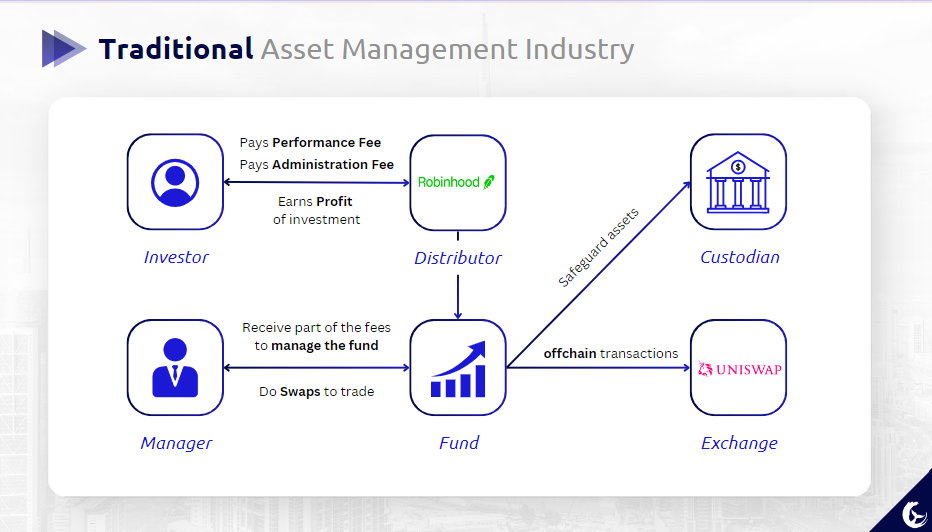 Traditional Asset Management Industry
Pays Performance Fee
Pays Administration Fee
Earns Profit
of investment
Robinhood
Investor
Distributor
Custodian
Safeguard assets
Receive part of the fees
to manage the fund
Do Swaps to trade
offchain transactions
UNISWAP
Manager
Fund
Exchange